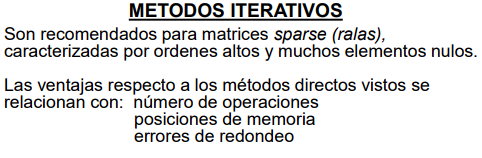 METODOS ITERATIVOS
Son recomendados para matrices sparse (ralas),
caracterizadas por ordenes altos y muchos elementos nulos.
Las ventajas respecto a los métodos directos vistos se
relacionan con: número de operaciones
posiciones de memoria
errores de redondeo